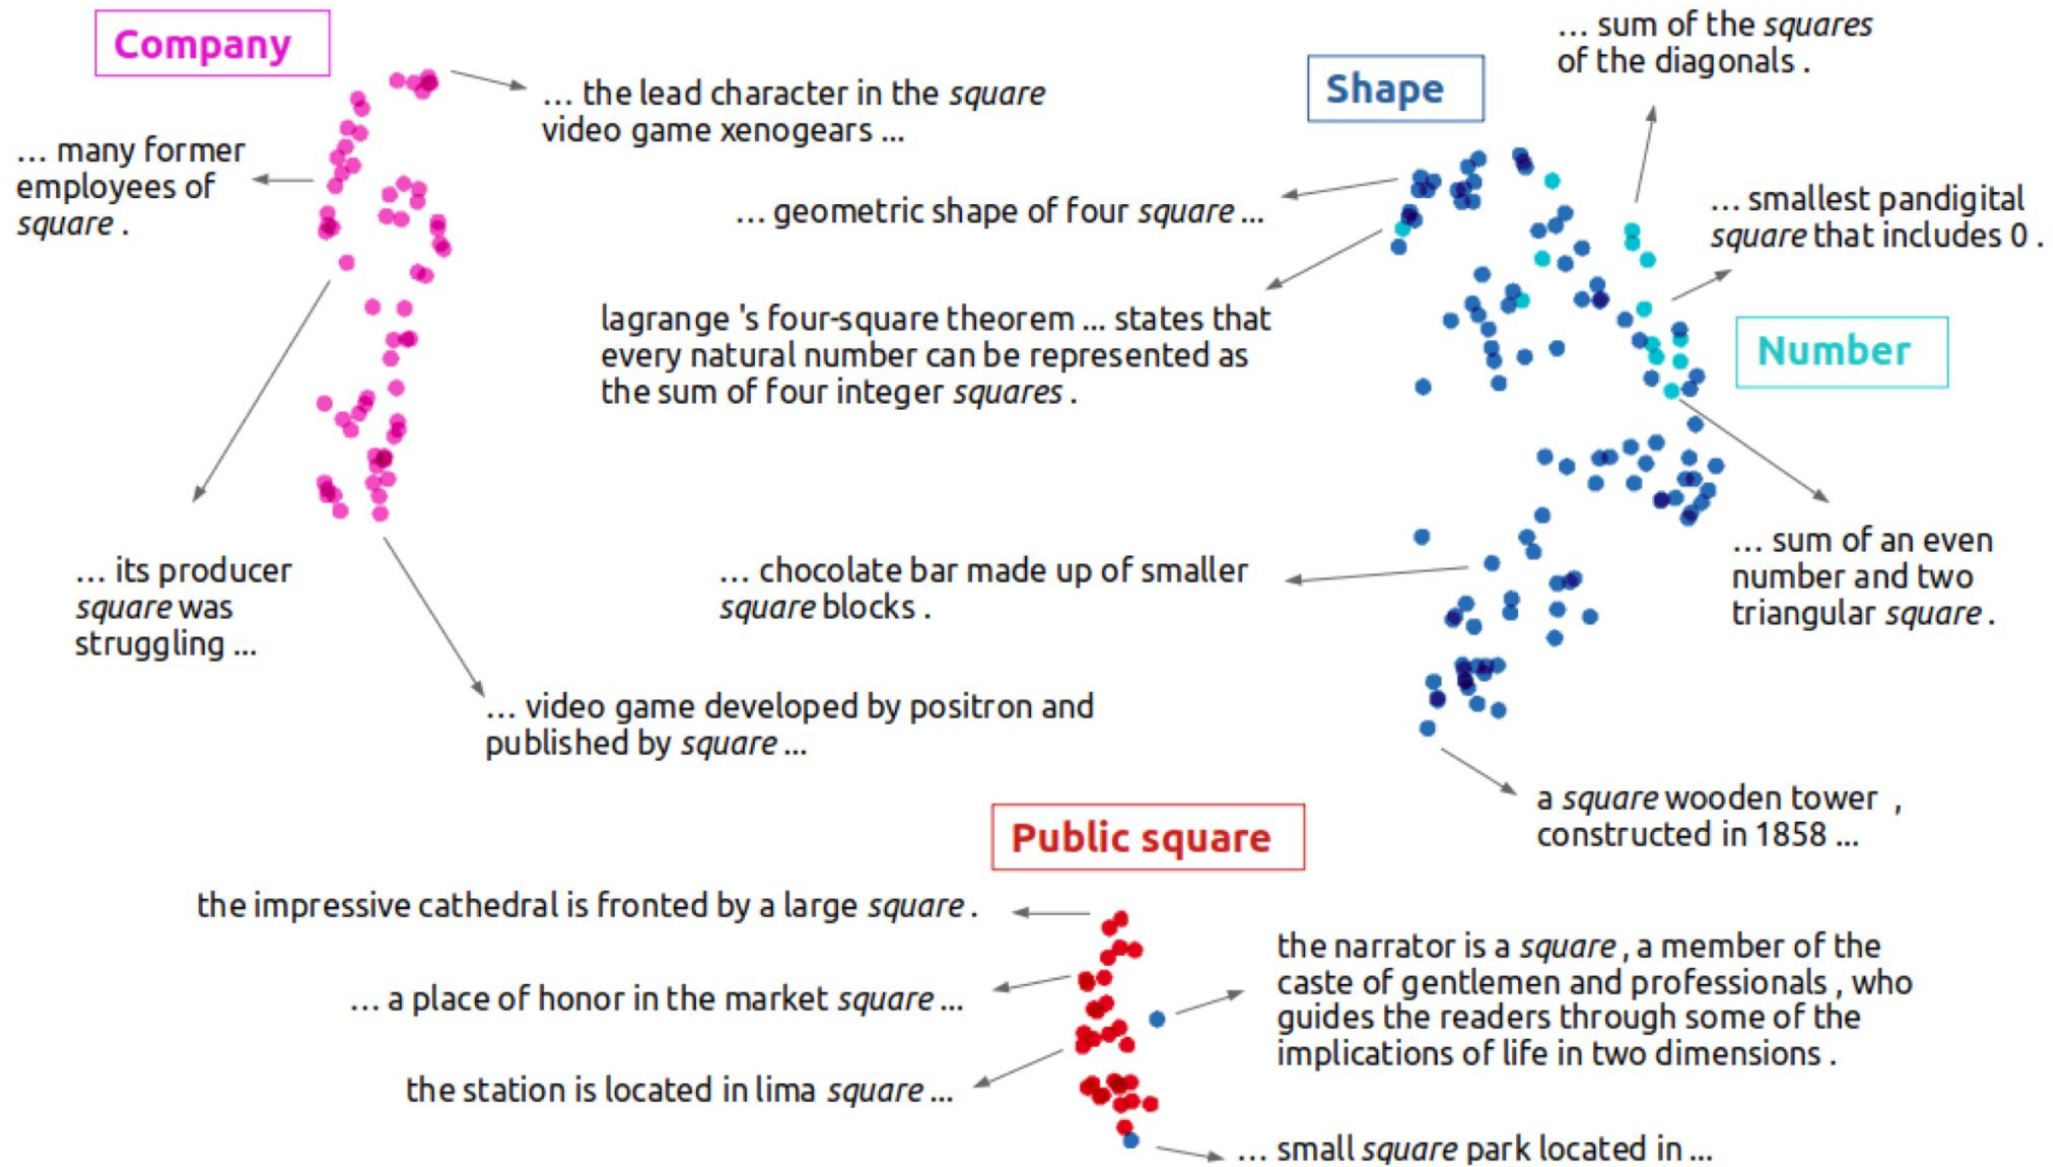 Company
… the lead character in the square
video game xenogears ...
… many former
employees of
square .
… its producer
square was
struggling ...
… video game developed by positron and
published by square ...
Shape
… sum of the squares
of the diagonals .
… geometric shape of four square ...
… smallest pandigital
square that includes 0 .
lagrange 's four-square theorem ... states that
every natural number can be represented as
the sum of four integer squares .
Number
… sum of an even
number and two
triangular square .
… chocolate bar made up of smaller
square blocks .
a square wooden tower ,
constructed in 1858 ...
Public square
the impressive cathedral is fronted by a large square .
… a place of honor in the market square ...
the station is located in lima square ...
the narrator is a square , a member of the
caste of gentlemen and professionals , who
guides the readers through some of the
implications of life in two dimensions .
… small square park located in ...